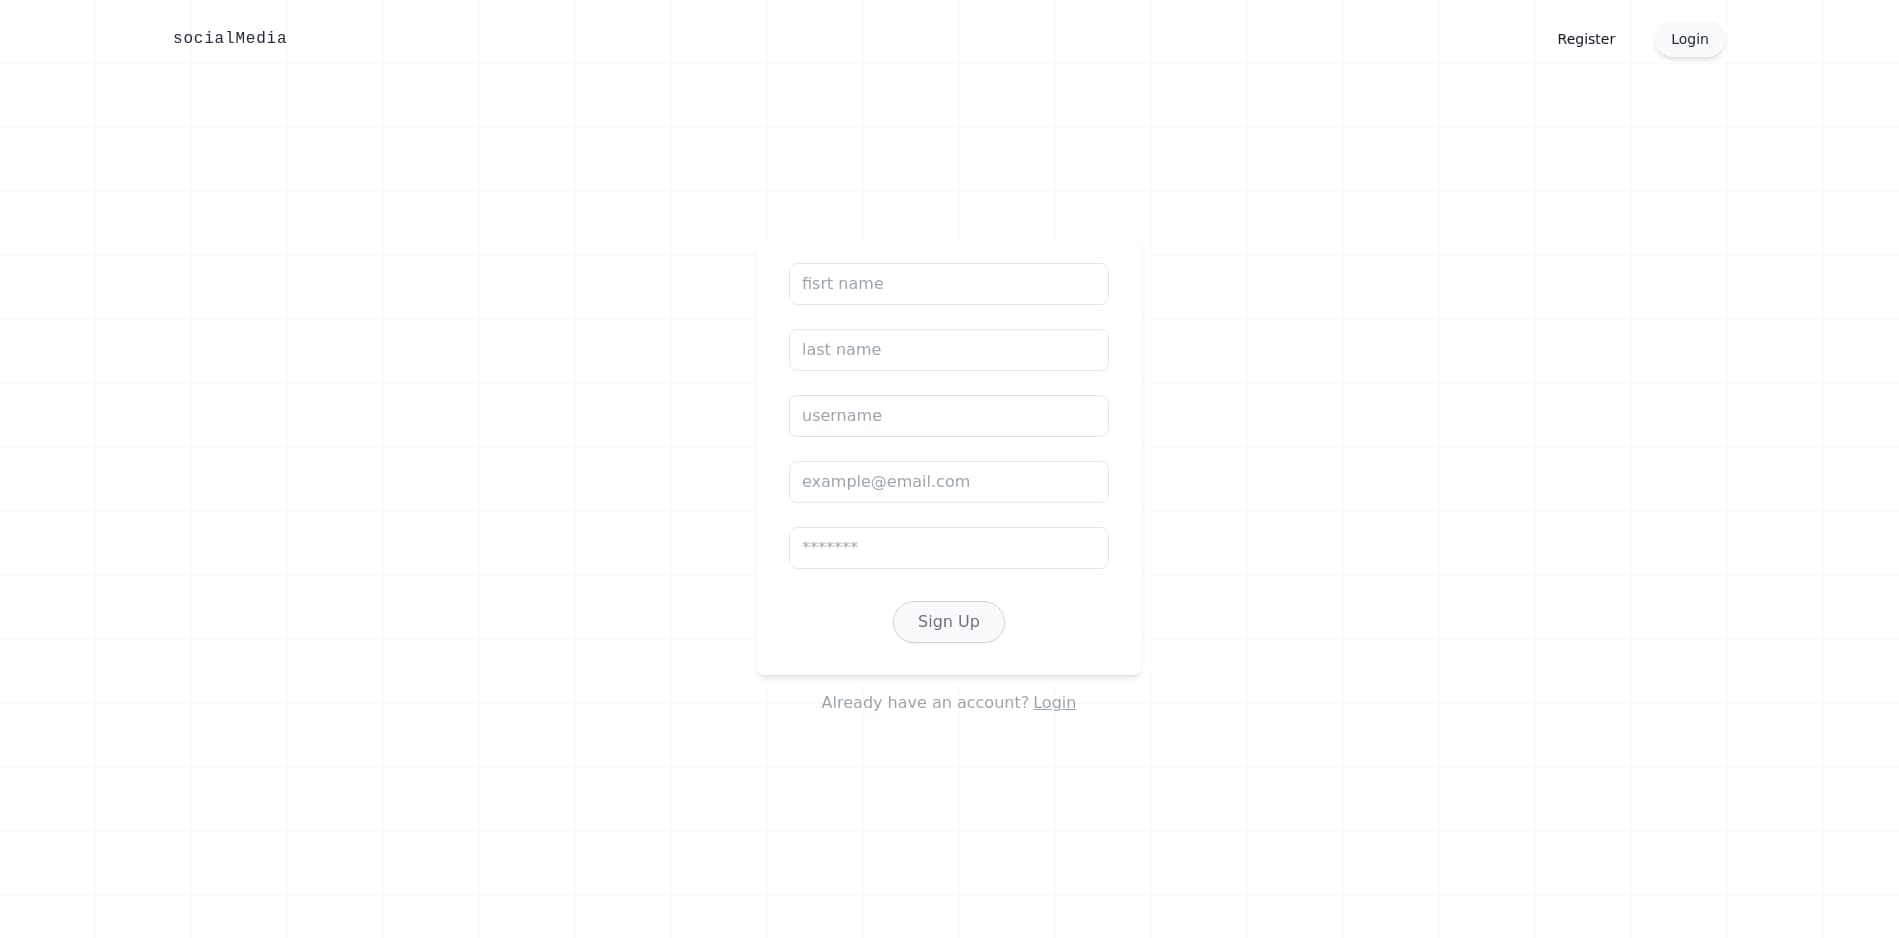 socialMedia
Register
Login
fisrt name
last name
username
example@email.com
*******
Sign Up
Already have an account? Login